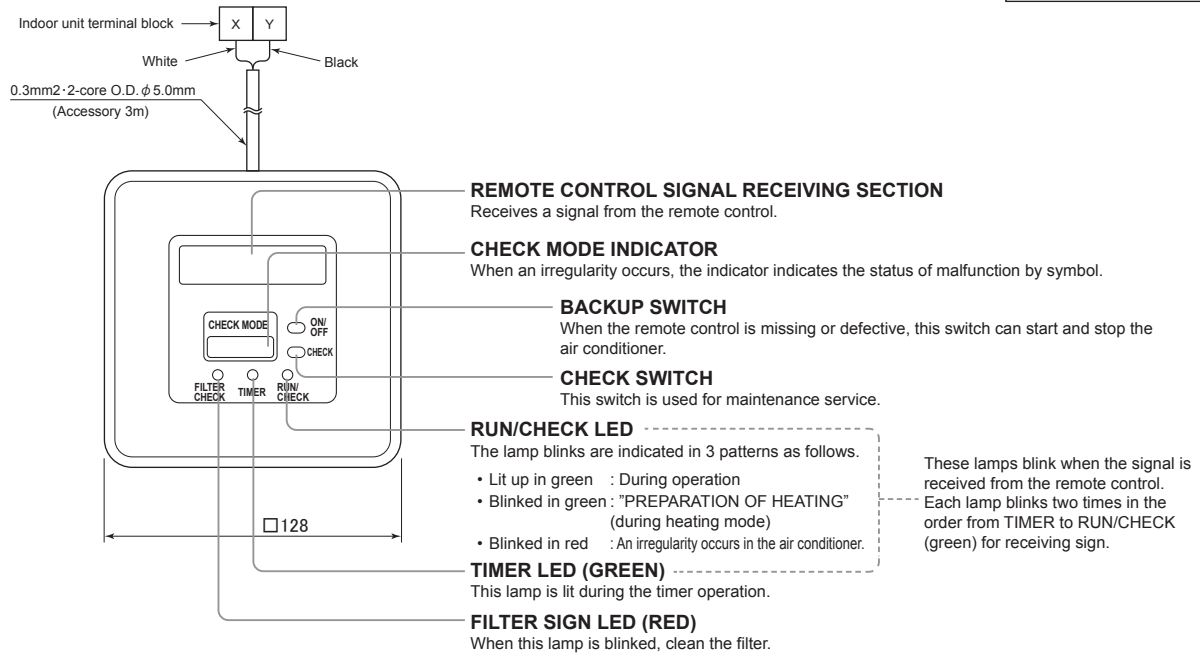 Indoor unit terminal block
X Y
White
Black
0.3mm2・2-core O.D.φ5.0mm
(Accessory 3m)
REMOTE CONTROL SIGNAL RECEIVING SECTION
Receives a signal from the remote control.
CHECK MODE INDICATOR
When an irregularity occurs, the indicator indicates the status of malfunction by symbol.
BACKUP SWITCH
When the remote control is missing or defective, this switch can start and stop the
air conditioner.
CHECK SWITCH
This switch is used for maintenance service.
CHECK MODE
ON/
OFF
CHECK
FILTER
CHECK
TIMER
RUN/
CHECK
□128
RUN/CHECK LED
The lamp blinks are indicated in 3 patterns as follows.
• Lit up in green : During operation
• Blinked in green : ”PREPARATION OF HEATING”
(during heating mode)
• Blinked in red : An irregularity occurs in the air conditioner.
TIMER LED (GREEN)
This lamp is lit during the timer operation.
FILTER SIGN LED (RED)
When this lamp is blinked, clean the filter.
These lamps blink when the signal is
received from the remote control.
Each lamp blinks two times in the
order from TIMER to RUN/CHECK
(green) for receiving sign.